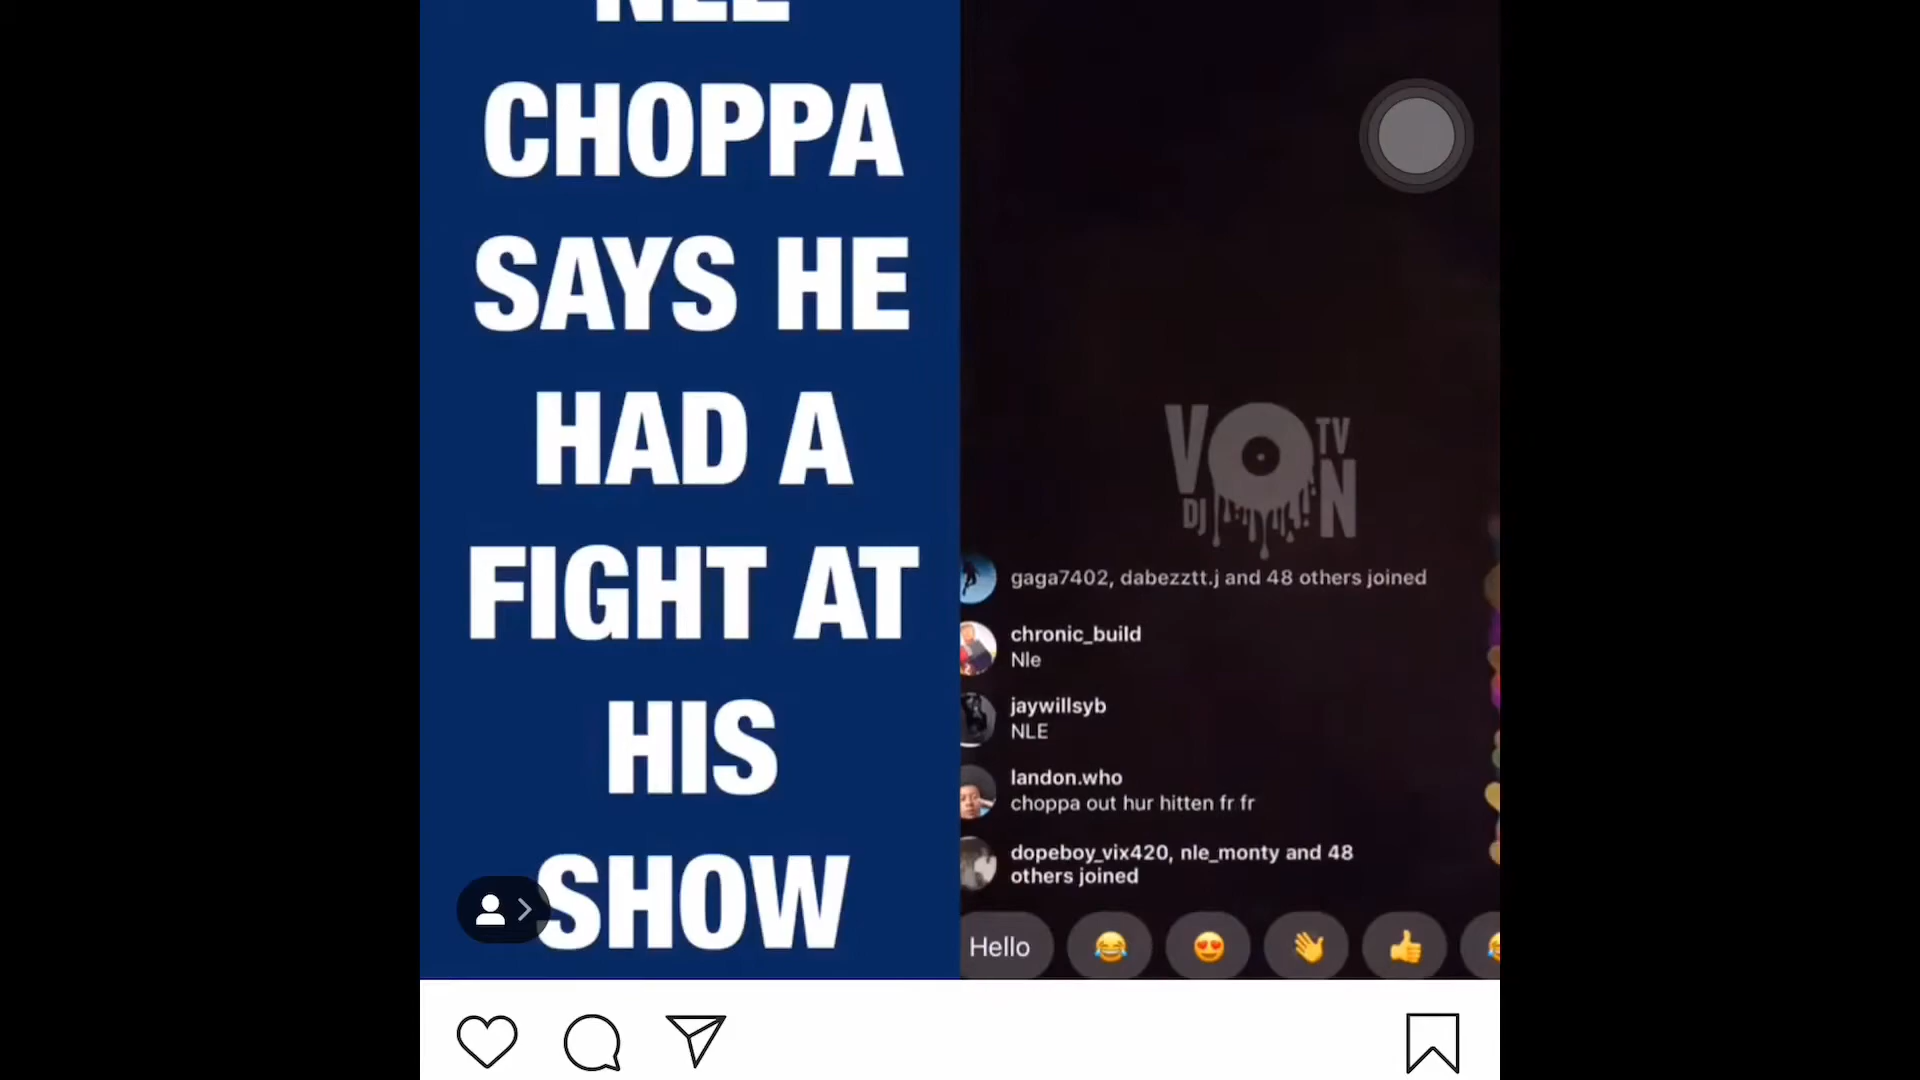 NLE
CHOPPA
SAYS HE
HAD A
FIGHT AT
HIS
SHOW
VON
TV
DJ
gaga7402, dabezztt.j and 48 others joined
chronic_build
Nle
jaywillsyb
NLE
landon.who
choppa out hur hitten fr fr
dopeboy_vix420, nle_monty and 48
others joined
Hello